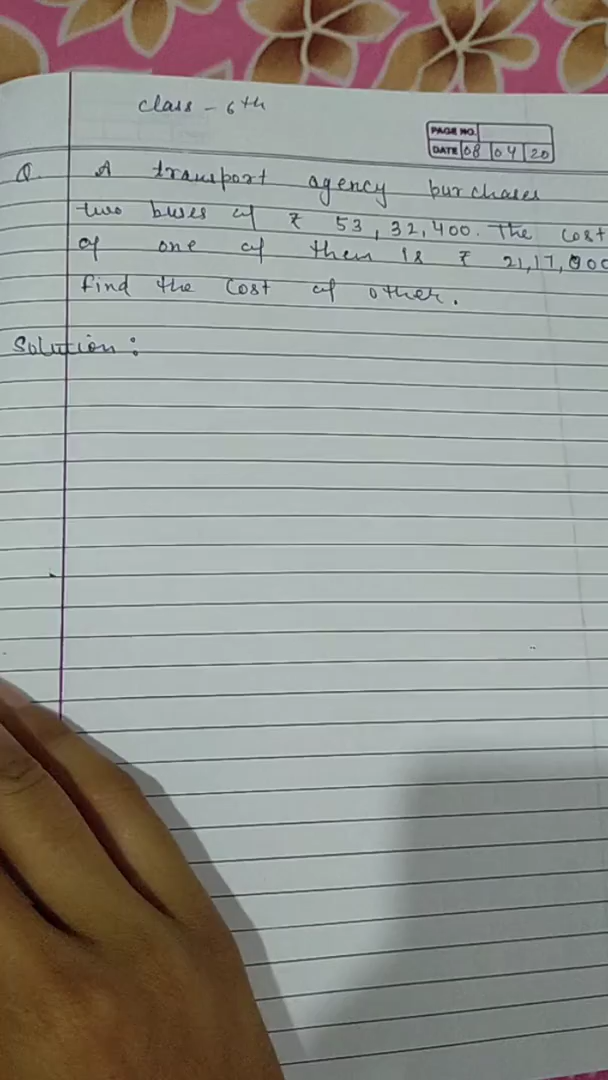 class - 6th
PAGE NO.
DATE 08 04 20
Q. A transport agency purchases
two buses of ₹ 53,32,400. The cost
of one of them is ₹ 21,17,000
find the cost of other.
Solution :